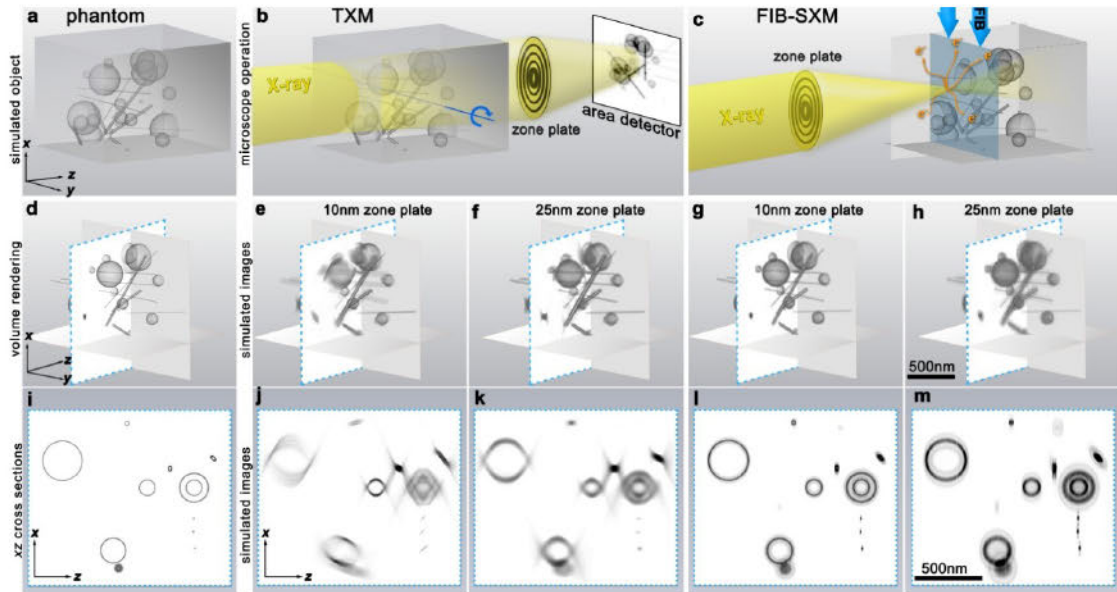 a phantom
b TXM
c FIB-SXM
FIB
zone plate
X-ray
X-ray
zone plate
area detector
simulated object
x
z
y
microscope operation
d
e 10nm zone plate
f 25nm zone plate
g 10nm zone plate
h 25nm zone plate
volume rendering
x
z
y
simulated images
500nm
i
j
k
l
m
xz cross sections
x
z
simulated images
x
z
500nm